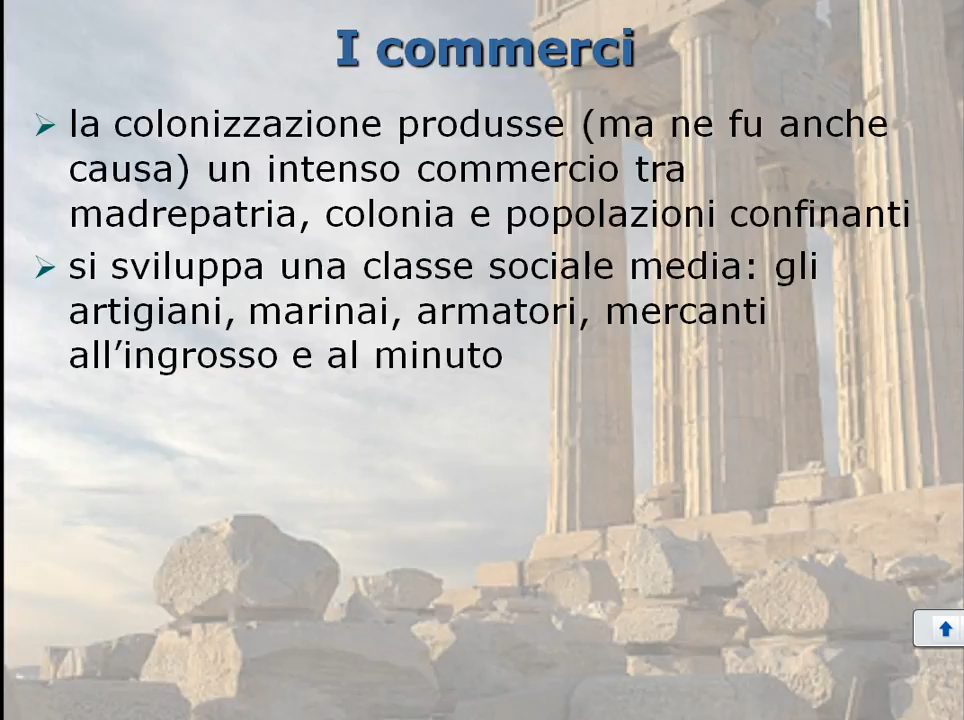 I commerci
la colonizzazione produsse (ma ne fu anche
causa) un intenso commercio tra
madrepatria, colonia e popolazioni confinanti
si sviluppa una classe sociale media: gli
artigiani, marinai, armatori, mercanti
all’ingrosso e al minuto